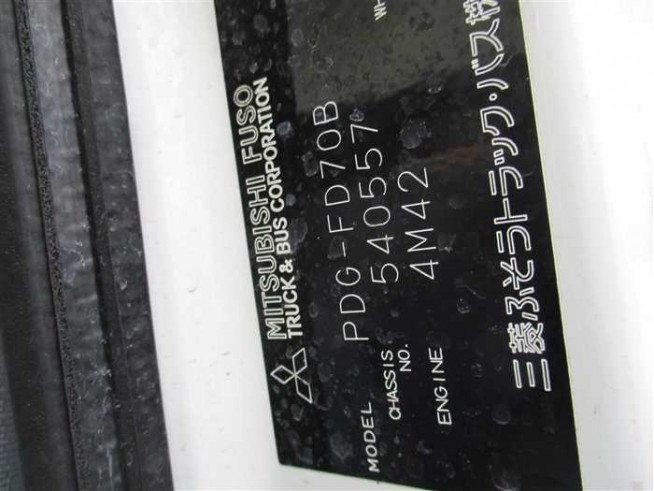 MITSUBISHI FUSO
TRUCK & BUS CORPORATION
MODEL PDG-FD70B
CHASSIS NO. 540557
ENGINE 4M42
三菱ふそうトラック・バス株
WH